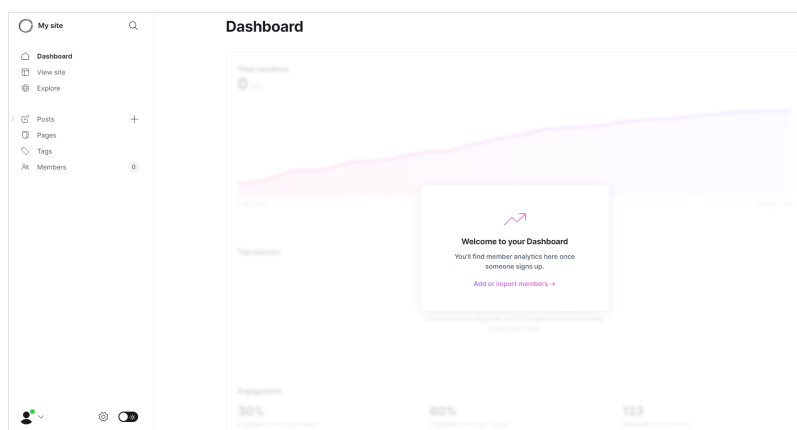 My site
Dashboard
View site
Explore
Posts
Pages
Tags
Members 0
Dashboard
Total members
0
Welcome to your Dashboard
You'll find member analytics here once
someone signs up.
Add or import members →
Top sources
Engagement
30%
60%
123